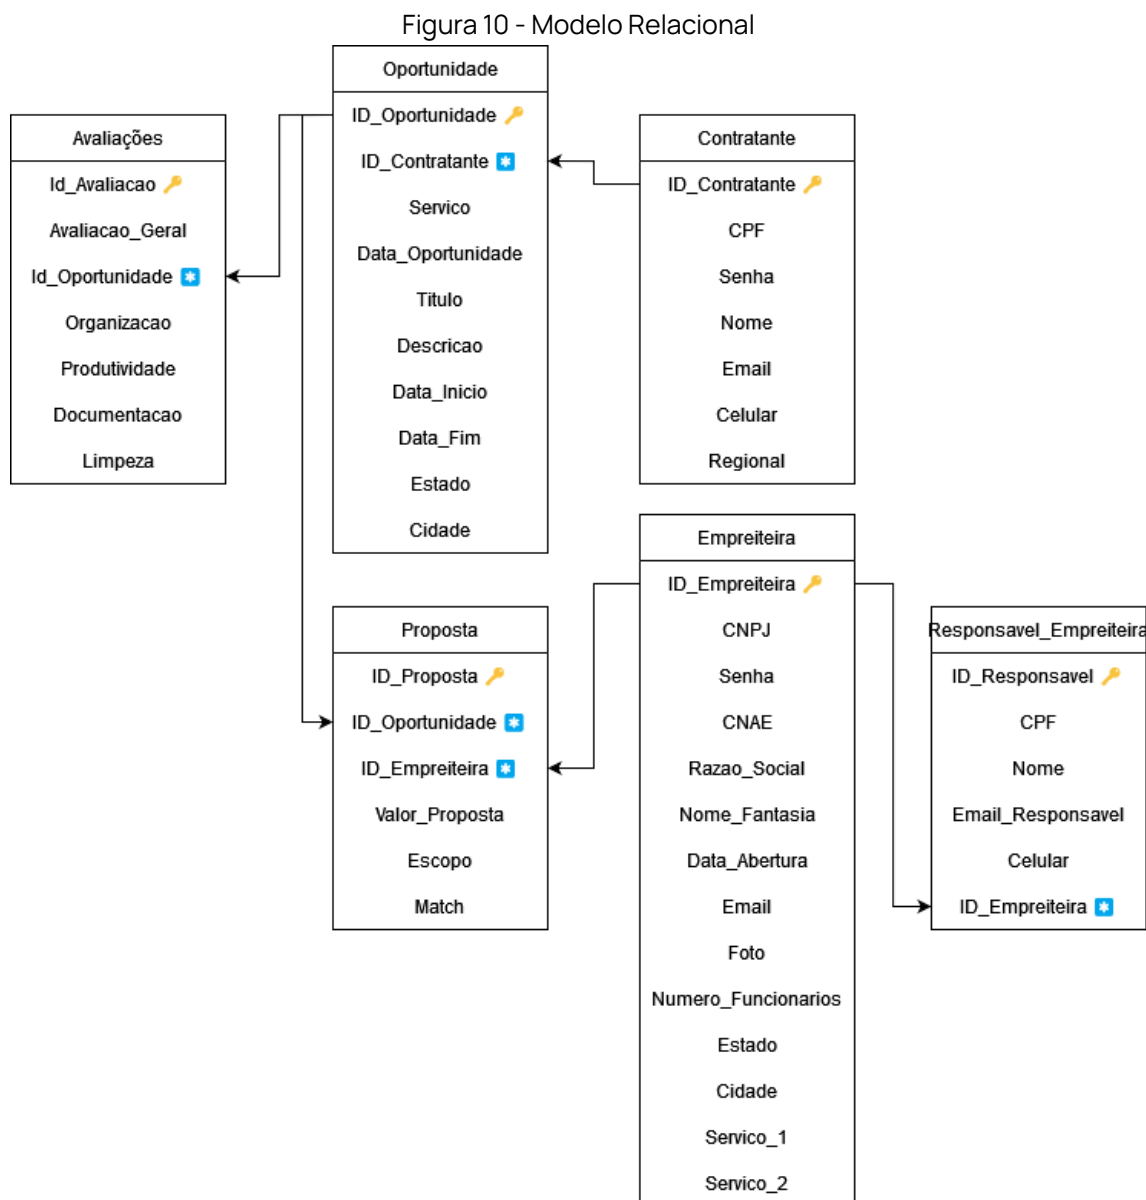 Figura 10 - Modelo Relacional
Avaliações
Id_Avaliacao
Avaliacao_Geral
Id_Oportunidade
Organizacao
Produtividade
Documentacao
Limpeza
Oportunidade
ID_Oportunidade
ID_Contratante
Servico
Data_Oportunidade
Titulo
Descricao
Data_Inicio
Data_Fim
Estado
Cidade
Contratante
ID_Contratante
CPF
Senha
Nome
Email
Celular
Regional
Proposta
ID_Proposta
ID_Oportunidade
ID_Empreiteira
Valor_Proposta
Escopo
Match
Empreiteira
ID_Empreiteira
CNPJ
Senha
CNAE
Razao_Social
Nome_Fantasia
Data_Abertura
Email
Foto
Numero_Funcionarios
Estado
Cidade
Servico_1
Servico_2
Responsavel_Empreiteira
ID_Responsavel
CPF
Nome
Email_Responsavel
Celular
ID_Empreiteira